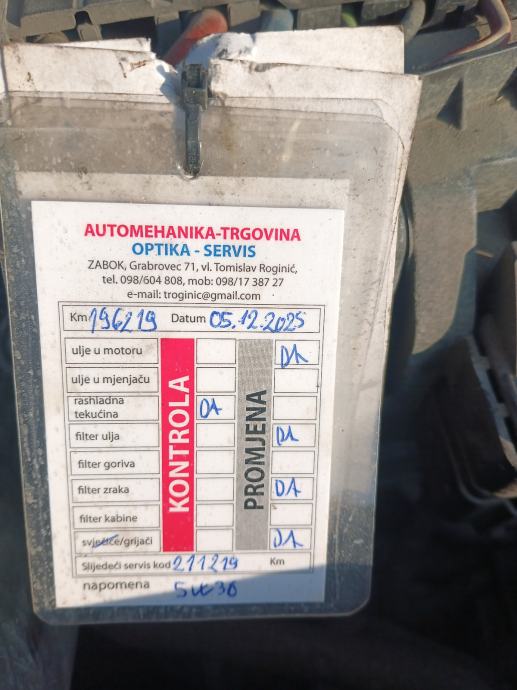 AUTOMEHANIKA-TRGOVINA
OPTIKA - SERVIS
ZABOK, Grabrovec 71, vl. Tomislav Roginić,
tel. 098/604 808, mob: 098/17 387 27
e-mail: troginic@gmail.com
Km 196219 Datum 05.12.2025
KONTROLA
PROMJENA
ulje u motoru DA
ulje u mjenjaču
rashladna
tekućina DA
filter ulja DA
filter goriva
filter zraka DA
filter kabine
svjećice/grijači DA
Slijedeći servis kod 211219 Km
napomena 5W30